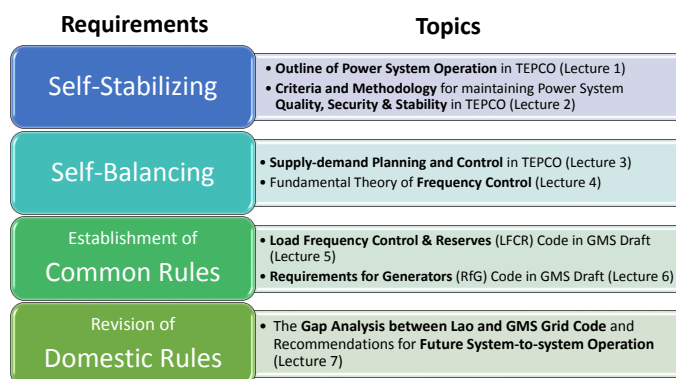 Requirements
Topics
Self-Stabilizing
• Outline of Power System Operation in TEPCO (Lecture 1)
• Criteria and Methodology for maintaining Power System
Quality, Security & Stability in TEPCO (Lecture 2)
Self-Balancing
• Supply-demand Planning and Control in TEPCO (Lecture 3)
• Fundamental Theory of Frequency Control (Lecture 4)
Establishment of
Common Rules
• Load Frequency Control & Reserves (LFCR) Code in GMS Draft
(Lecture 5)
• Requirements for Generators (RfG) Code in GMS Draft (Lecture 6)
Revision of
Domestic Rules
• The Gap Analysis between Lao and GMS Grid Code and
Recommendations for Future System-to-system Operation
(Lecture 7)